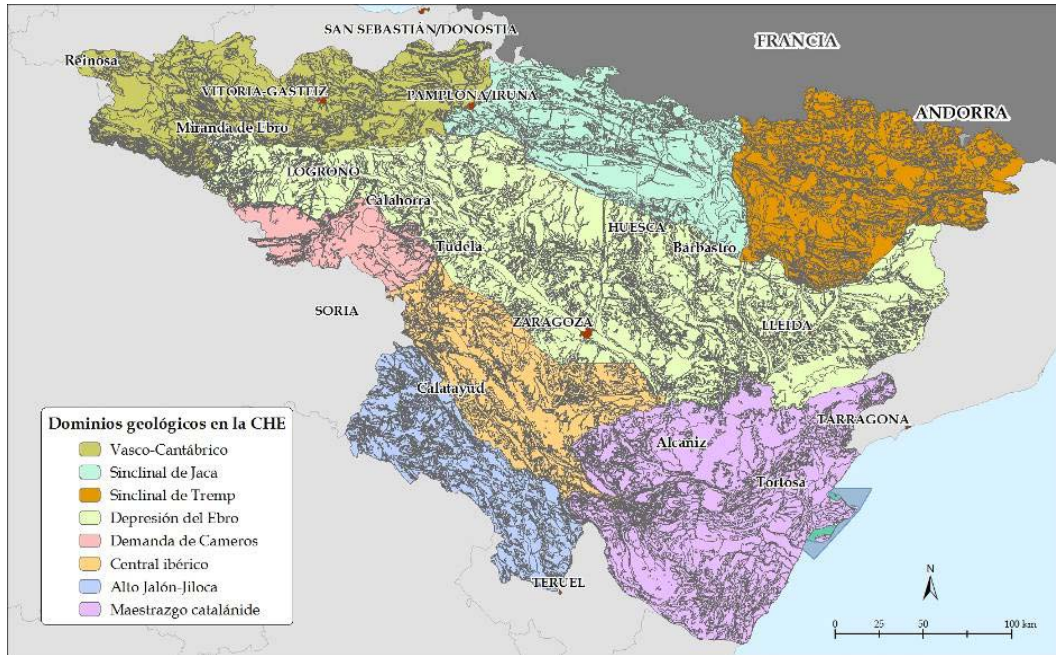 SAN SEBASTIÁN/DONOSTIA
FRANCIA
Reinosa
VITORIA-GASTEIZ
PAMPLONA/IRUNA
ANDORRA
Miranda de Ebro
LOGROÑO
Calahorra
HUESCA
Tudela
Barbastro
SORIA
ZARAGOZA
LLEIDA
Calatayud
TARRAGONA
Alcañiz
Tortosa
TERUEL
Dominios geológicos en la CHE
Vasco-Cantábrico
Sinclinal de Jaca
Sinclinal de Tremp
Depresión del Ebro
Demanda de Cameros
Central ibérico
Alto Jalón-Jiloca
Maestrazgo catalánide
N
0 25 50 100 km